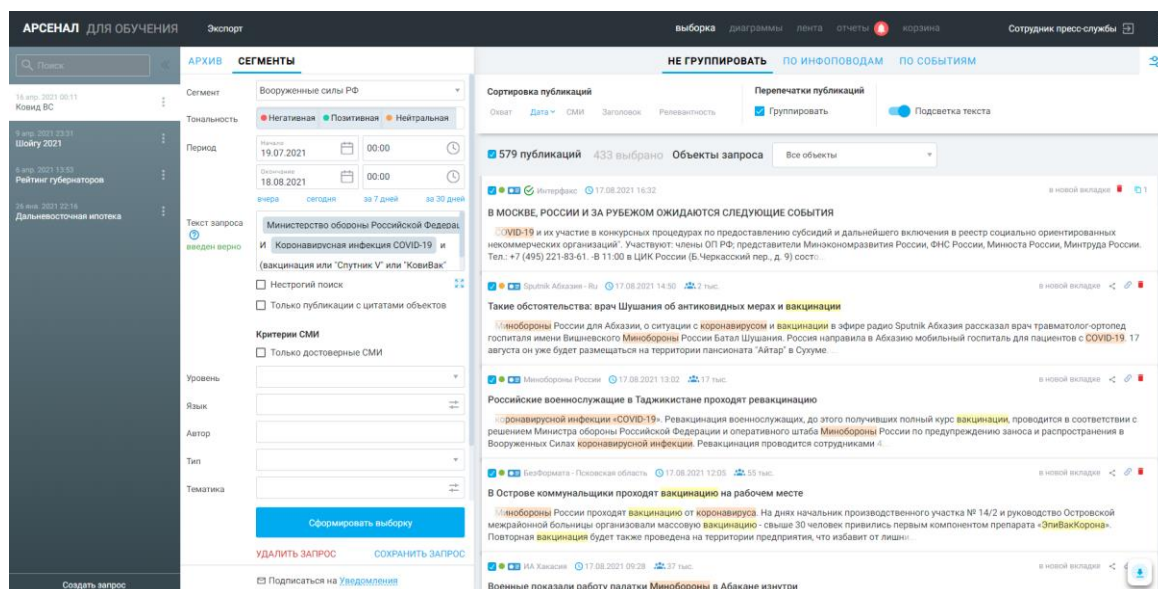 АРСЕНАЛ ДЛЯ ОБУЧЕНИЯ
Экспорт
выборка диаграммы лента отчеты корзина
Сотрудник пресс-службы
Поиск
16 апр. 2021 00:11
Ковид ВС
9 апр. 2021 23:31
Шойгу 2021
6 апр. 2021 13:53
Рейтинг губернаторов
26 янв. 2021 22:16
Дальневосточная ипотека
Создать запрос
АРХИВ СЕГМЕНТЫ
Сегмент Вооруженные силы РФ
Тональность Негативная Позитивная Нейтральная
Период Начало 19.07.2021 00:00
Окончание 18.08.2021 00:00
вчера сегодня за 7 дней за 30 дней
Текст запроса
введен верно
Министерство обороны Российской Федерац
И Коронавирусная инфекция COVID-19 и
(вакцинация или "Спутник V" или "КовиВак"
Нестрогий поиск
Только публикации с цитатами объектов
Критерии СМИ
Только достоверные СМИ
Уровень
Язык
Автор
Тип
Тематика
Сформировать выборку
УДАЛИТЬ ЗАПРОС СОХРАНИТЬ ЗАПРОС
Подписаться на Уведомления
НЕ ГРУППИРОВАТЬ ПО ИНФОПОВОДАМ ПО СОБЫТИЯМ
Сортировка публикаций
Охват Дата СМИ Заголовок Релевантность
Перепечатки публикаций
Группировать
Подсветка текста
579 публикаций 433 выбрано Объекты запроса Все объекты
Интерфакс 17.08.2021 16:32 в новой вкладке 1
В МОСКВЕ, РОССИИ И ЗА РУБЕЖОМ ОЖИДАЮТСЯ СЛЕДУЮЩИЕ СОБЫТИЯ
COVID-19 и их участие в конкурсных процедурах по предоставлению субсидий и дальнейшего включения в реестр социально ориентированных
некоммерческих организаций". Участвуют: члены ОП РФ; представители Минэкономразвития России, ФНС России, Минюста России, Минтруда России.
Тел.: +7 (495) 221-83-61. -В 11:00 в ЦИК России (Б.Черкасский пер., д. 9) состо
Sputnik Абхазия - Ru 17.08.2021 14:50 2 тыс. в новой вкладке
Такие обстоятельства: врач Шушания об антиковидных мерах и вакцинации
Минобороны России для Абхазии, о ситуации с коронавирусом и вакцинации в эфире радио Sputnik Абхазия рассказал врач травматолог-ортопед
госпиталя имени Вишневского Минобороны России Батал Шушания. Россия направила в Абхазию мобильный госпиталь для пациентов с COVID-19. 17
августа он уже будет размещаться на территории пансионата "Айтар" в Сухуме.
Минобороны России 17.08.2021 13:02 17 тыс. в новой вкладке
Российские военнослужащие в Таджикистане проходят ревакцинацию
коронавирусной инфекции «COVID-19». Ревакцинация военнослужащих, до этого получивших полный курс вакцинации, проводится в соответствии с
решением Министра обороны Российской Федерации и оперативного штаба Минобороны России по предупреждению заноса и распространения в
Вооруженных Силах коронавирусной инфекции. Ревакцинация проводится сотрудниками 4
БезФормата - Псковская область 17.08.2021 12:05 55 тыс. в новой вкладке
В Острове коммунальщики проходят вакцинацию на рабочем месте
Минобороны России проходят вакцинацию от коронавируса. На днях начальник производственного участка № 14/2 и руководство Островской
межрайонной больницы организовали массовую вакцинацию - свыше 30 человек привились первым компонентом препарата «ЭпиВакКорона».
Повторная вакцинация будет также проведена на территории предприятия, что избавит от лишни
ИА Хакасия 17.08.2021 09:28 37 тыс. в новой вкладке
Военные показали работу палатки Минобороны в Абакане изнутри